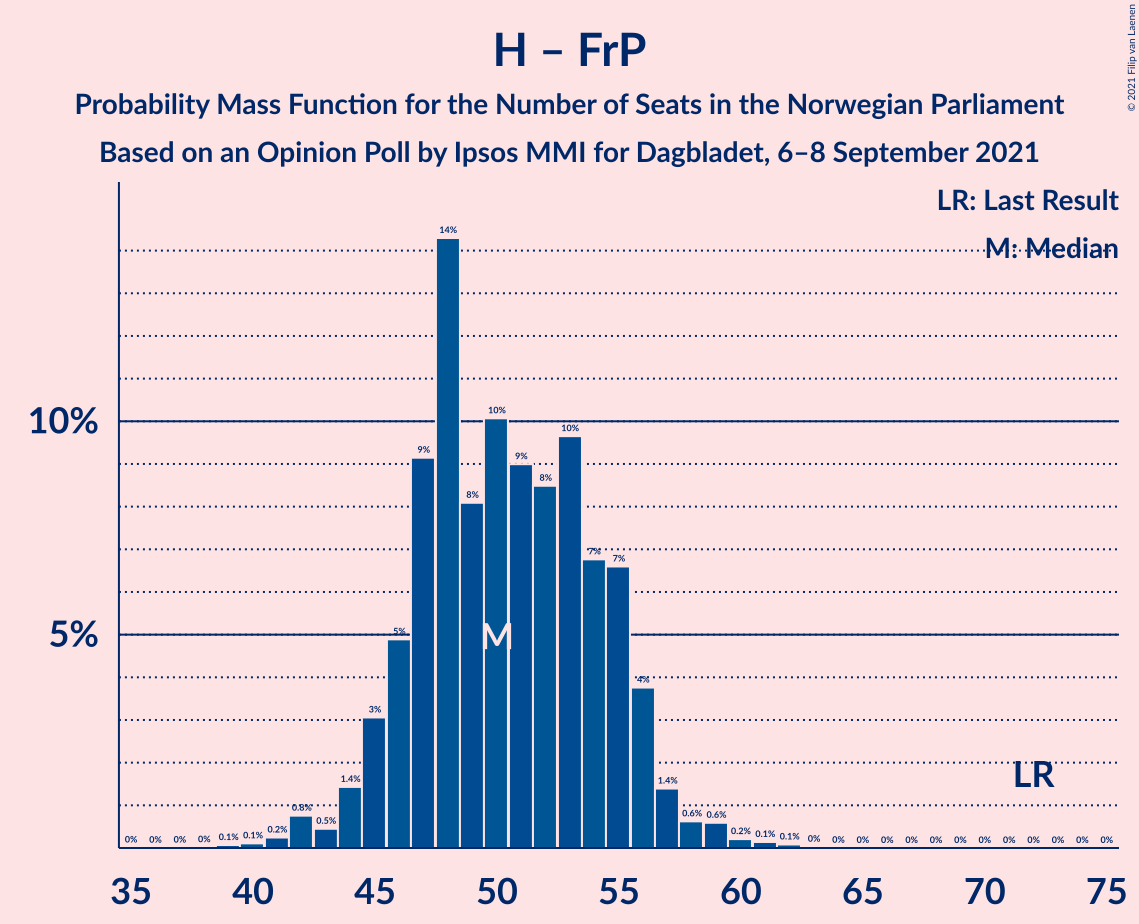 H – FrP
Probability Mass Function for the Number of Seats in the Norwegian Parliament
Based on an Opinion Poll by Ipsos MMI for Dagbladet, 6–8 September 2021
© 2021 Filip van Laenen
LR: Last Result
M: Median
10%
5%
0% 0% 0% 0% 0.1% 0.1% 0.2% 0.8% 0.5% 1.4% 3% 5% 9% 14% 8% 10% 9% 8% 10% 7% 7% 4% 1.4% 0.6% 0.6% 0.2% 0.1% 0.1% 0% 0% 0% 0% 0% 0% 0% 0% 0% 0% 0% 0% 0%
M
LR
35 40 45 50 55 60 65 70 75